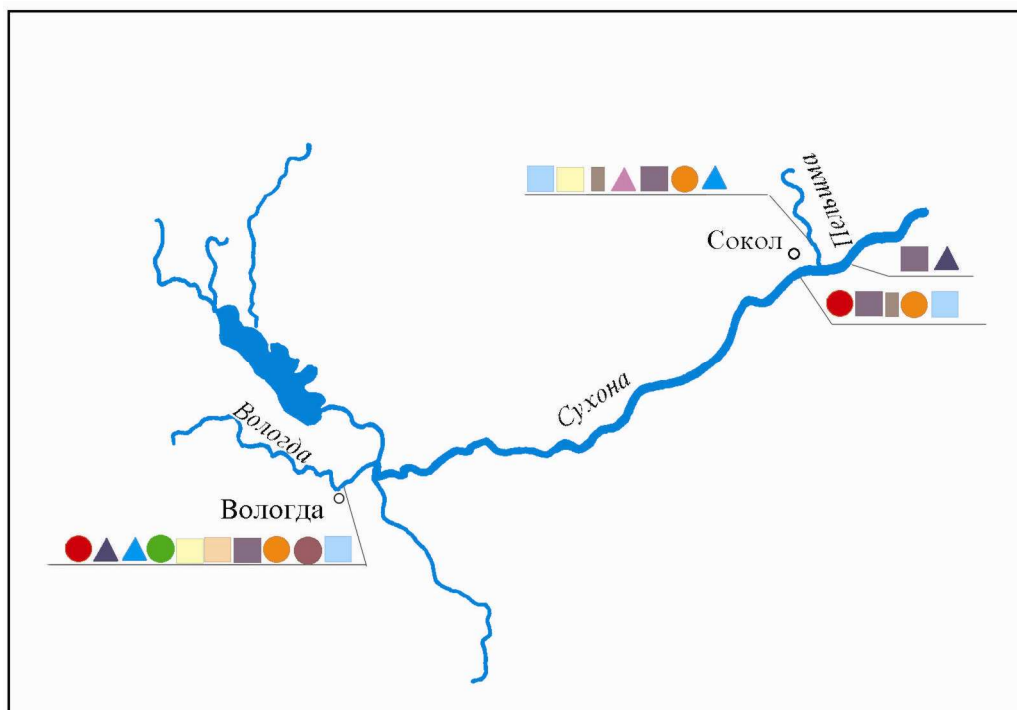 Пельшма
Сокол
Сухона
Вологда
Вологда